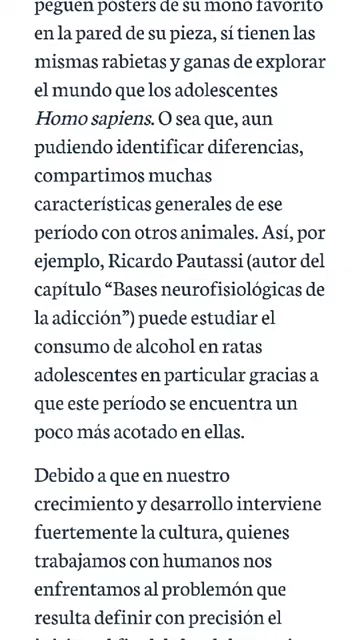 peguen posters de su mono favorito
en la pared de su pieza, sí tienen las
mismas rabietas y ganas de explorar
el mundo que los adolescentes
Homo sapiens. O sea que, aun
pudiendo identificar diferencias,
compartimos muchas
características generales de ese
período con otros animales. Así, por
ejemplo, Ricardo Pautassi (autor del
capítulo “Bases neurofisiológicas de
la adicción”) puede estudiar el
consumo de alcohol en ratas
adolescentes en particular gracias a
que este período se encuentra un
poco más acotado en ellas.
Debido a que en nuestro
crecimiento y desarrollo interviene
fuertemente la cultura, quienes
trabajamos con humanos nos
enfrentamos al problemón que
resulta definir con precisión el